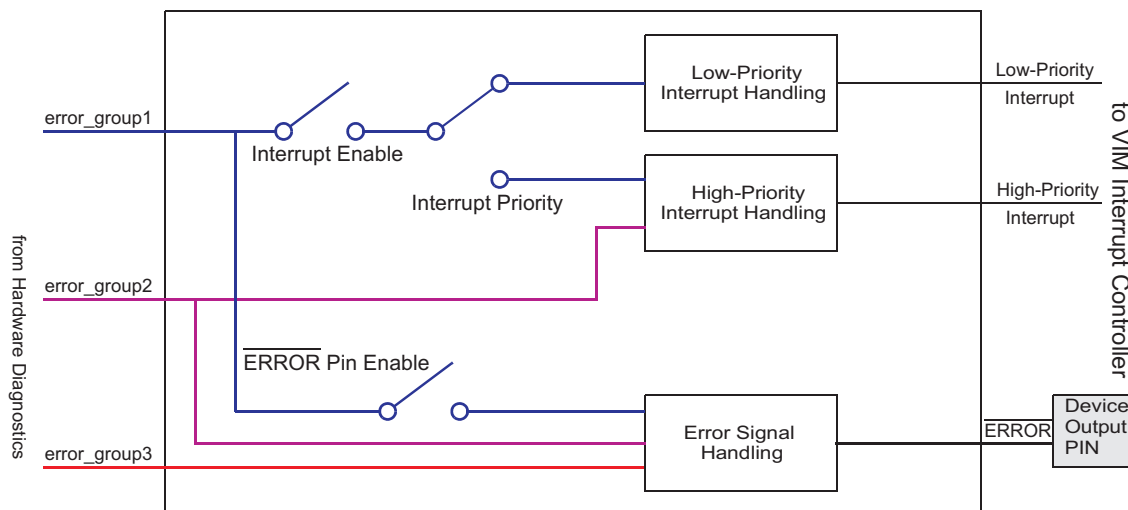 error_group1
Interrupt Enable
Interrupt Priority
Low-Priority
Interrupt Handling
High-Priority
Interrupt Handling
Low-Priority
Interrupt
High-Priority
Interrupt
to VIM Interrupt Controller
from Hardware Diagnostics
error_group2
ERROR Pin Enable
error_group3
Error Signal
Handling
ERROR
Device
Output
PIN